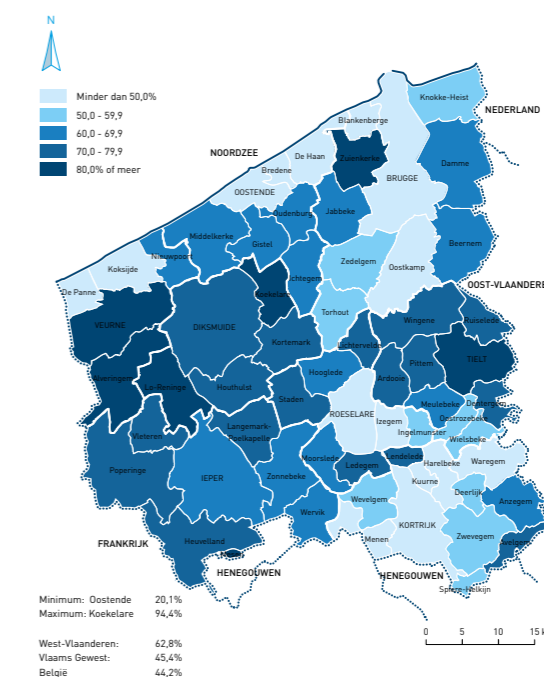 N
Minder dan 50,0%
50,0 - 59,9
60,0 - 69,9
70,0 - 79,9
80,0% of meer
Knokke-Heist
NEDERLAND
Blankenberge
NOORDZEE
De Haan
Zuienkerke
Damme
Bredene
BRUGGE
OOSTENDE
Oudenburg
Jabbeke
Middelkerke
Gistel
Beernem
Nieuwpoort
Zedelgem
Oostkamp
Koksijde
Ichtegem
OOST-VLAANDEREN
De Panne
Koekelare
Torhout
VEURNE
DIKSMUIDE
Wingene
Ruiselede
Kortemark
Lichtervelde
TIELT
Pittem
Alveringem
Lo-Reninge
Hooglede
Ardooie
Houthulst
Staden
Meulebeke
Dentergem
ROESELARE
Oostrozebeke
Izegem
Langemark-
Poelkapelle
Ingelmunster
Vleteren
Wielsbeke
Moorslede
Lendelede
Ledegem
Harelbeke
Waregem
Poperinge
IEPER
Zonnebeke
Kuurne
Deerlijk
Wevelgem
Anzegem
Wervik
KORTRIJK
Zwevegem
Menen
Avelgem
FRANKRIJK
Heuvelland
HENEGOUWEN
HENEGOUWEN
Spiere-Helkijn
Minimum: Oostende 20,1%
Maximum: Koekelare 94,4%
West-Vlaanderen: 62,8%
Vlaams Gewest: 45,4%
België 44,2%
0 5 10 15 k